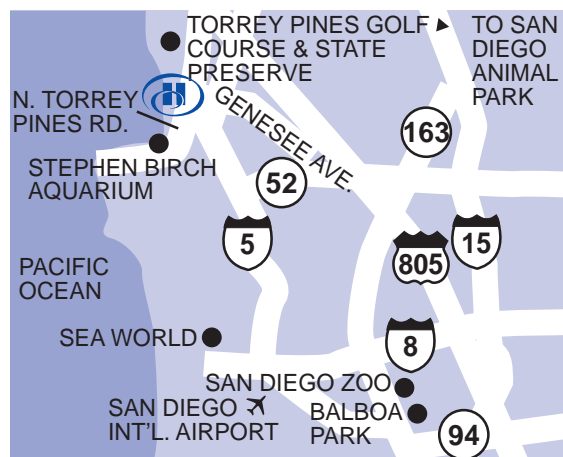 TORREY PINES GOLF
COURSE & STATE
PRESERVE
TO SAN
DIEGO
ANIMAL
PARK
H
N. TORREY
PINES RD.
GENESEE AVE.
163
STEPHEN BIRCH
AQUARIUM
52
5
15
805
PACIFIC
OCEAN
SEA WORLD
8
SAN DIEGO ZOO
SAN DIEGO
INT'L. AIRPORT
BALBOA
PARK
94